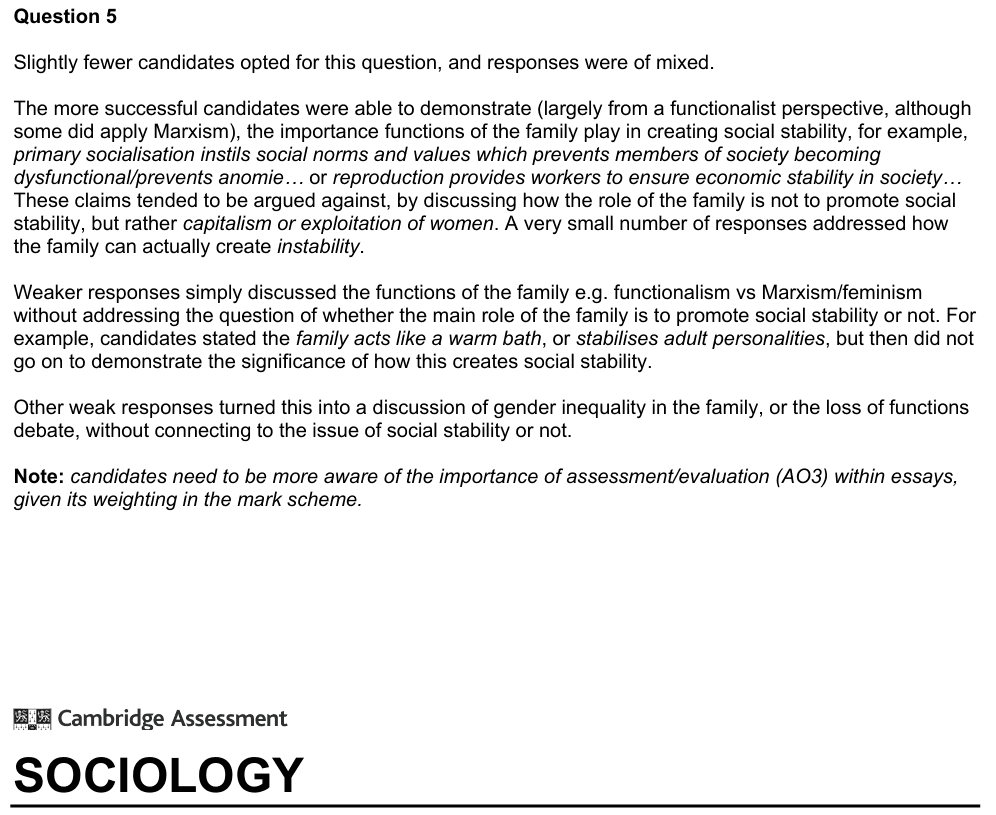 Question 5
Slightly fewer candidates opted for this question, and responses were of mixed.
The more successful candidates were able to demonstrate (largely from a functionalist perspective, although
some did apply Marxism), the importance functions of the family play in creating social stability, for example,
primary socialisation instils social norms and values which prevents members of society becoming
dysfunctional/prevents anomie… or reproduction provides workers to ensure economic stability in society…
These claims tended to be argued against, by discussing how the role of the family is not to promote social
stability, but rather capitalism or exploitation of women. A very small number of responses addressed how
the family can actually create instability.
Weaker responses simply discussed the functions of the family e.g. functionalism vs Marxism/feminism
without addressing the question of whether the main role of the family is to promote social stability or not. For
example, candidates stated the family acts like a warm bath, or stabilises adult personalities, but then did not
go on to demonstrate the significance of how this creates social stability.
Other weak responses turned this into a discussion of gender inequality in the family, or the loss of functions
debate, without connecting to the issue of social stability or not.
Note: candidates need to be more aware of the importance of assessment/evaluation (AO3) within essays,
given its weighting in the mark scheme.
Cambridge Assessment
SOCIOLOGY